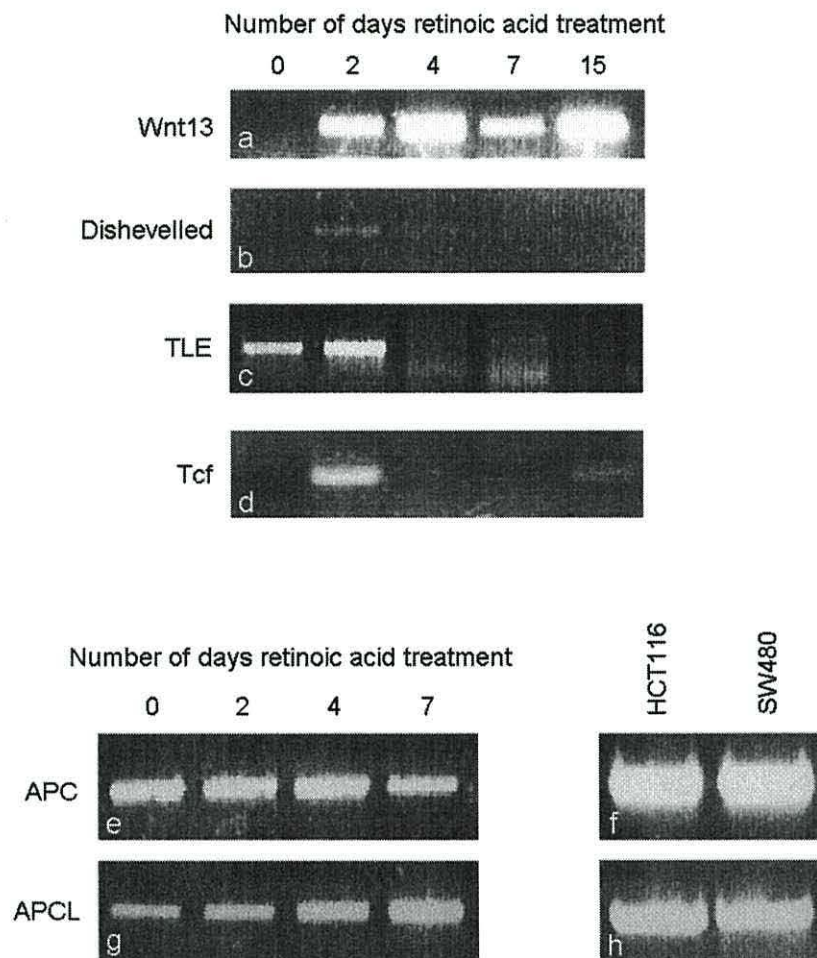 Number of days retinoic acid treatment
0 2 4 7 15
Wnt13
a
Dishevelled
b
TLE
c
Tcf
d
Number of days retinoic acid treatment
0 2 4 7
HCT116
SW480
APC
e
f
APCL
g
h